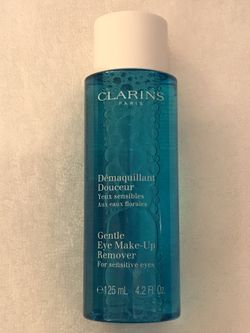 CLARINS
PARIS
Démaquillant
Douceur
Yeux sensibles
Aux eaux florales
Gentle
Eye Make-Up
Remover
For sensitive eyes
℮125 mL 4.2 Fl. Oz.